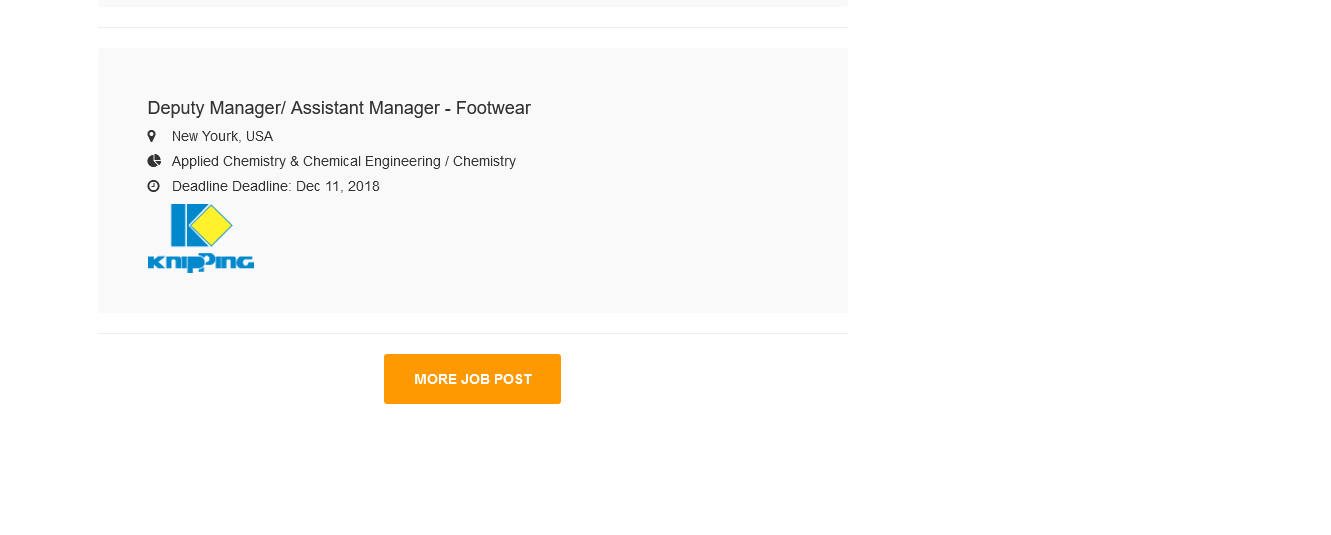 Deputy Manager/ Assistant Manager - Footwear
New Yourk, USA
Applied Chemistry & Chemical Engineering / Chemistry
Deadline Deadline: Dec 11, 2018
KNIPPING
MORE JOB POST